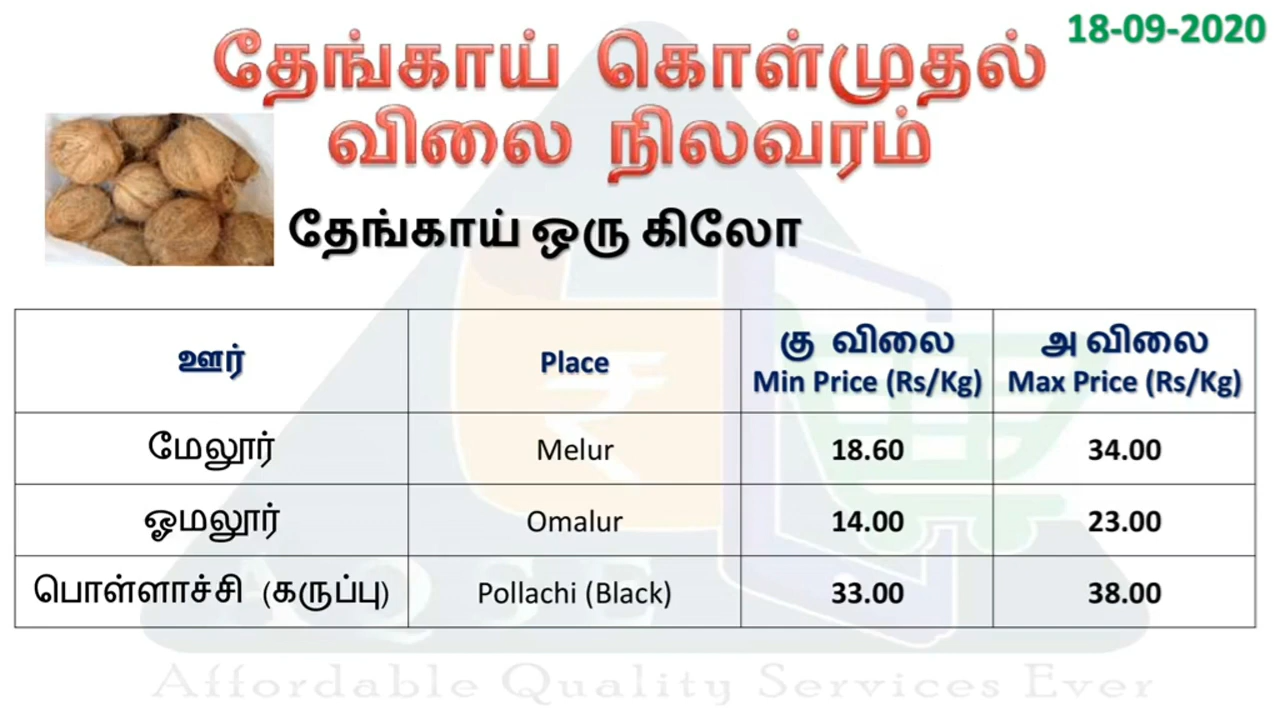 18-09-2020
தேங்காய் கொள்முதல்
விலை நிலவரம்
தேங்காய் ஒரு கிலோ
ஊர் Place கு விலை Min Price (Rs/Kg) அ விலை Max Price (Rs/Kg)
மேலூர் Melur 18.60 34.00
ஓமலூர் Omalur 14.00 23.00
பொள்ளாச்சி (கருப்பு) Pollachi (Black) 33.00 38.00
AQSE
Affordable Quality Services Ever